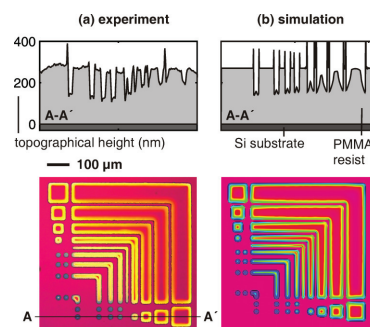 (a) experiment
(b) simulation
400
200
0
A-A´
A-A´
topographical height (nm)
Si substrate
PMMA
resist
100 µm
A
A´